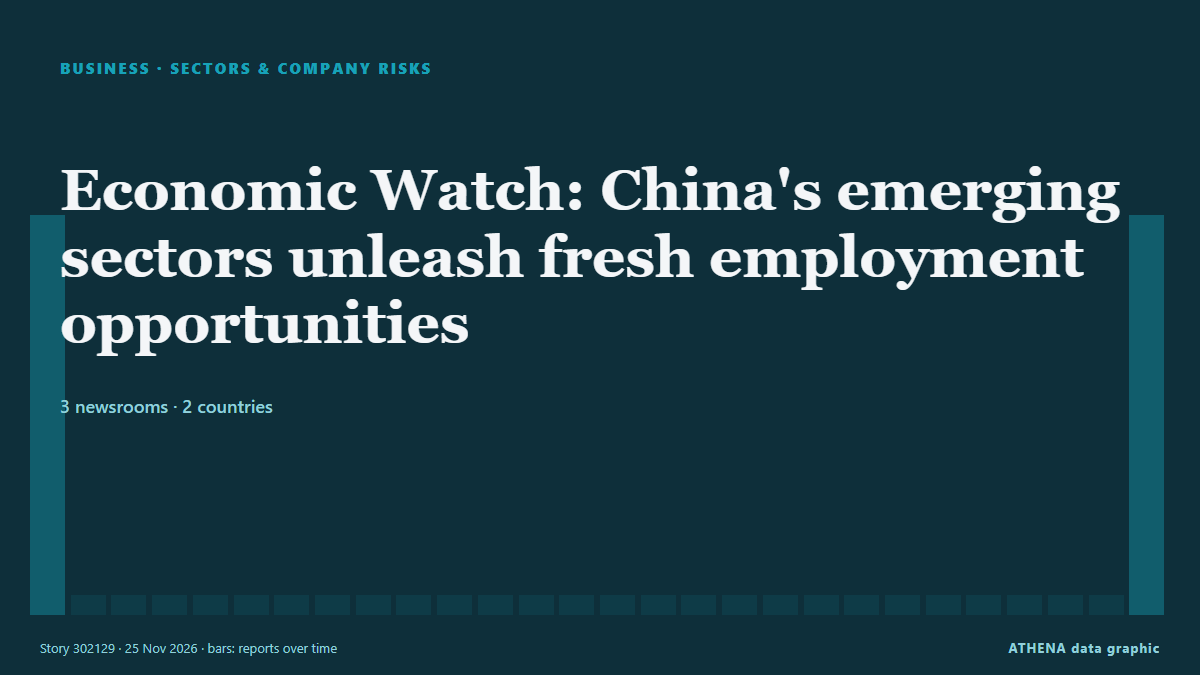 BUSINESS · SECTORS & COMPANY RISKS
Economic Watch: China's emerging
sectors unleash fresh employment
opportunities
3 newsrooms · 2 countries
Story 302129 · 25 Nov 2026 · bars: reports over time
ATHENA data graphic